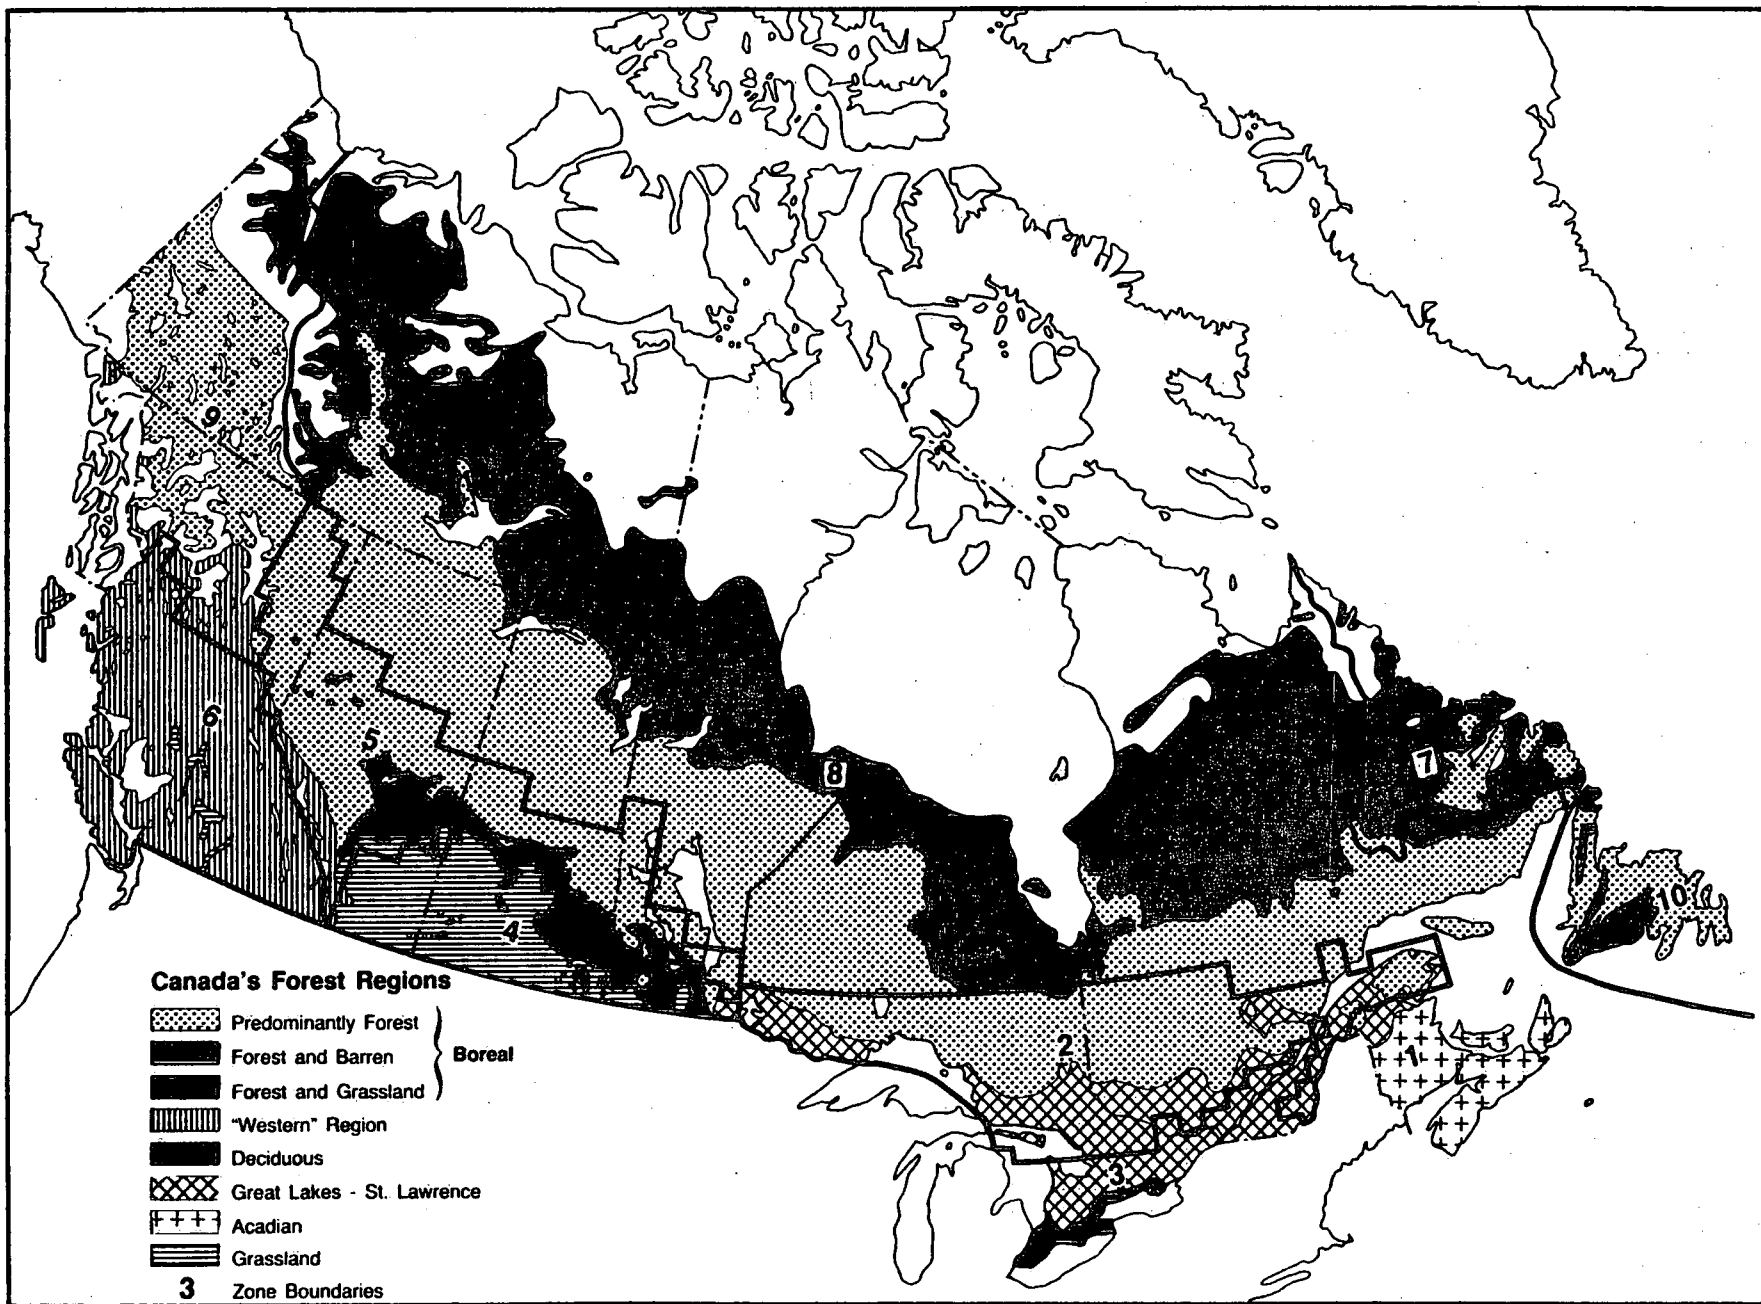 9
6
5
8
7
4
10
2
1
3
Canada's Forest Regions
Predominantly Forest
Forest and Barren
Boreal
Forest and Grassland
"Western" Region
Deciduous
Great Lakes - St. Lawrence
Acadian
Grassland
3 Zone Boundaries